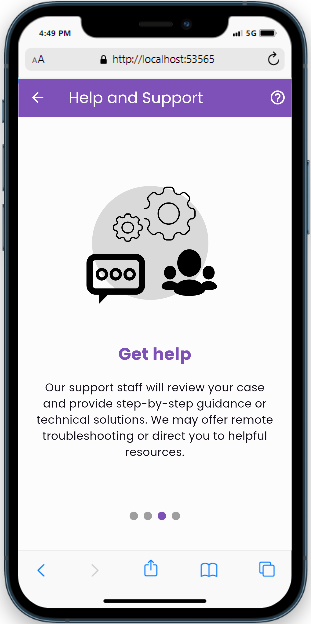 4:49 PM
5G
AA
http://localhost:53565
Help and Support
Get help
Our support staff will review your case
and provide step-by-step guidance or
technical solutions. We may offer remote
troubleshooting or direct you to helpful
resources.